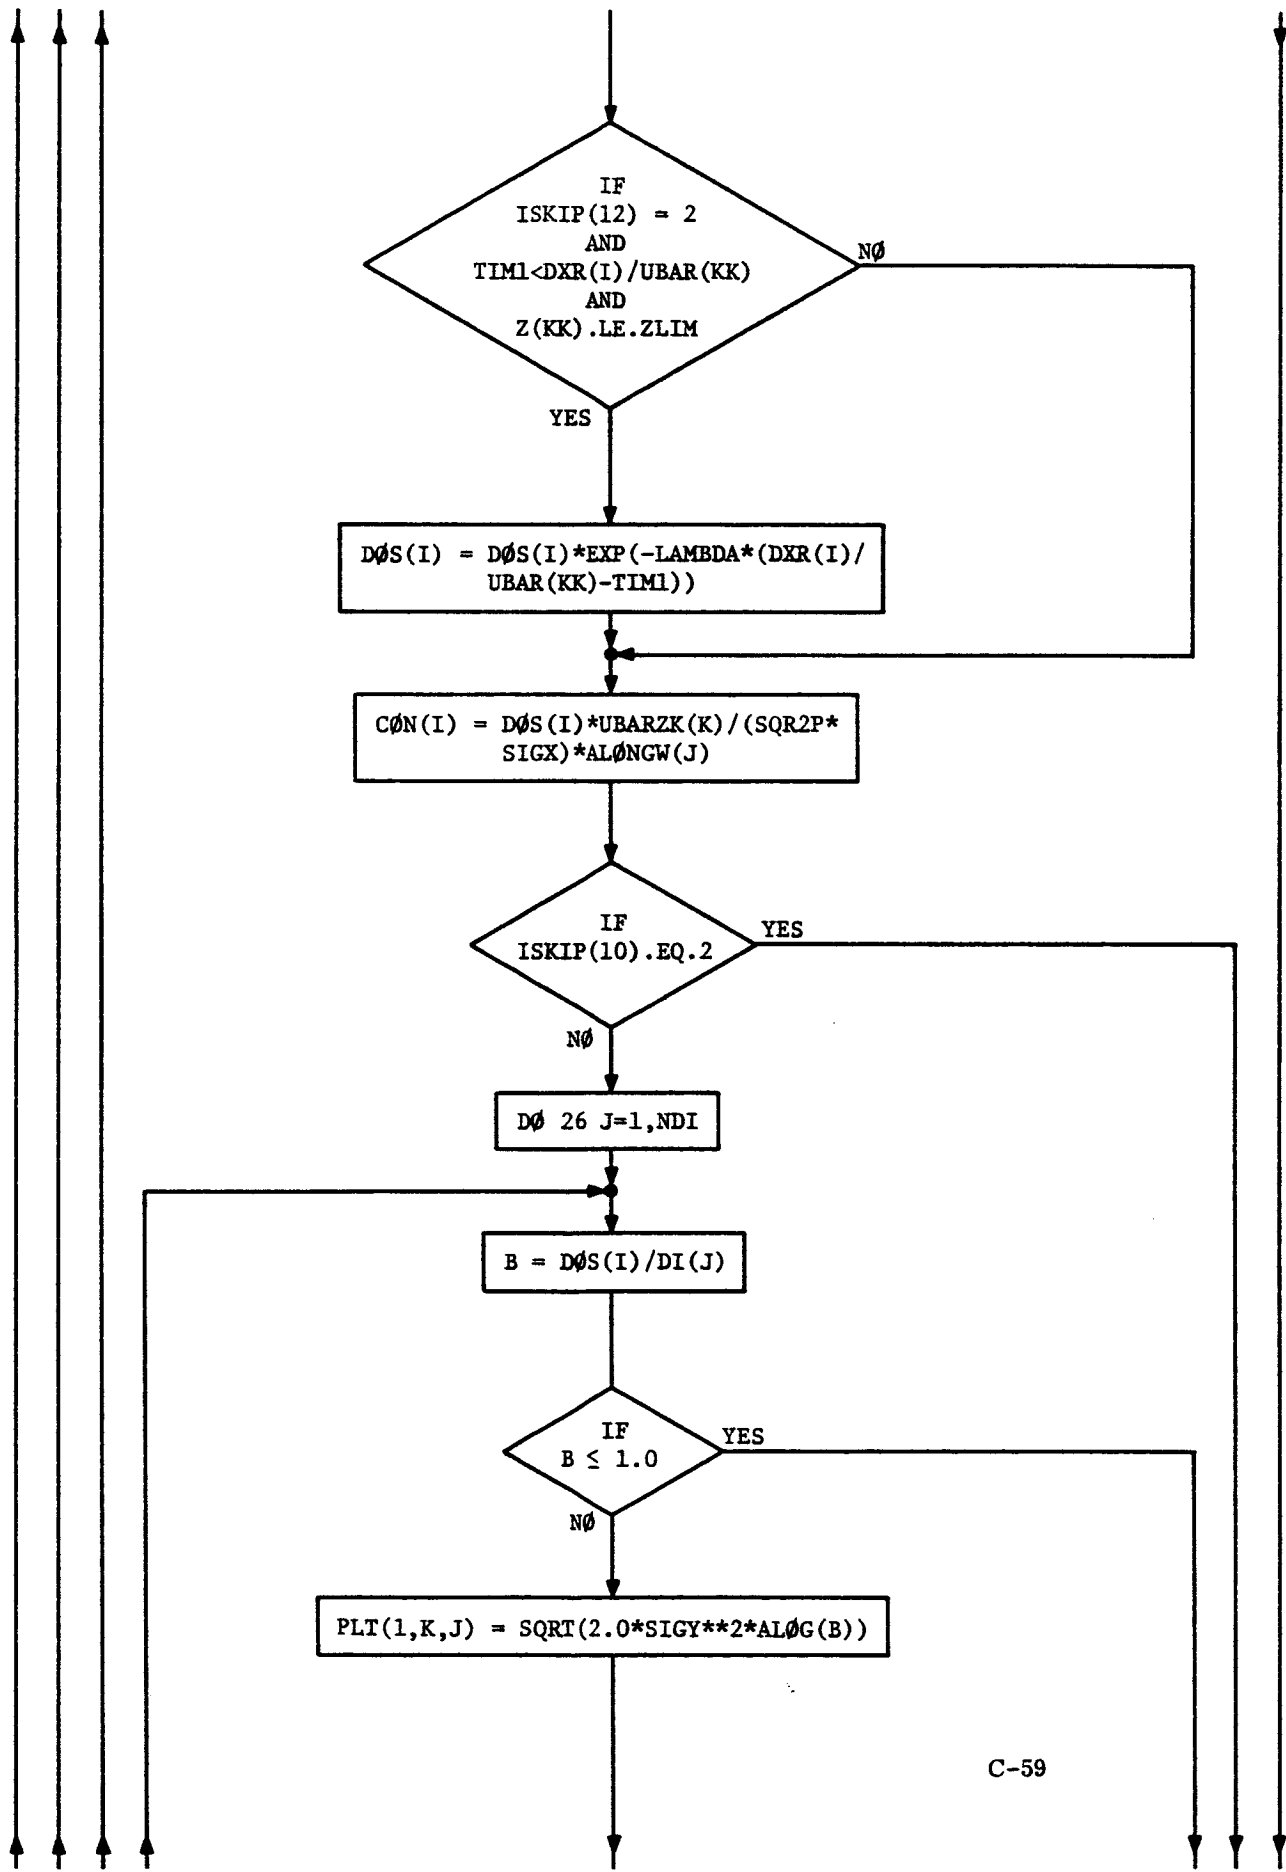 IF
ISKIP(12) = 2
AND
TIM1<DXR(I)/UBAR(KK)
AND
Z(KK).LE.ZLIM
NØ
YES
DØS(I) = DØS(I)*EXP(-LAMBDA*(DXR(I)/
UBAR(KK)-TIM1))
CØN(I) = DØS(I)*UBARZK(K)/(SQR2P*
SIGX)*ALØNGW(J)
IF
ISKIP(10).EQ.2
YES
NØ
DØ 26 J=1,NDI
B = DØS(I)/DI(J)
IF
B ≤ 1.0
YES
NØ
PLT(1,K,J) = SQRT(2.0*SIGY**2*ALØG(B))
C-59